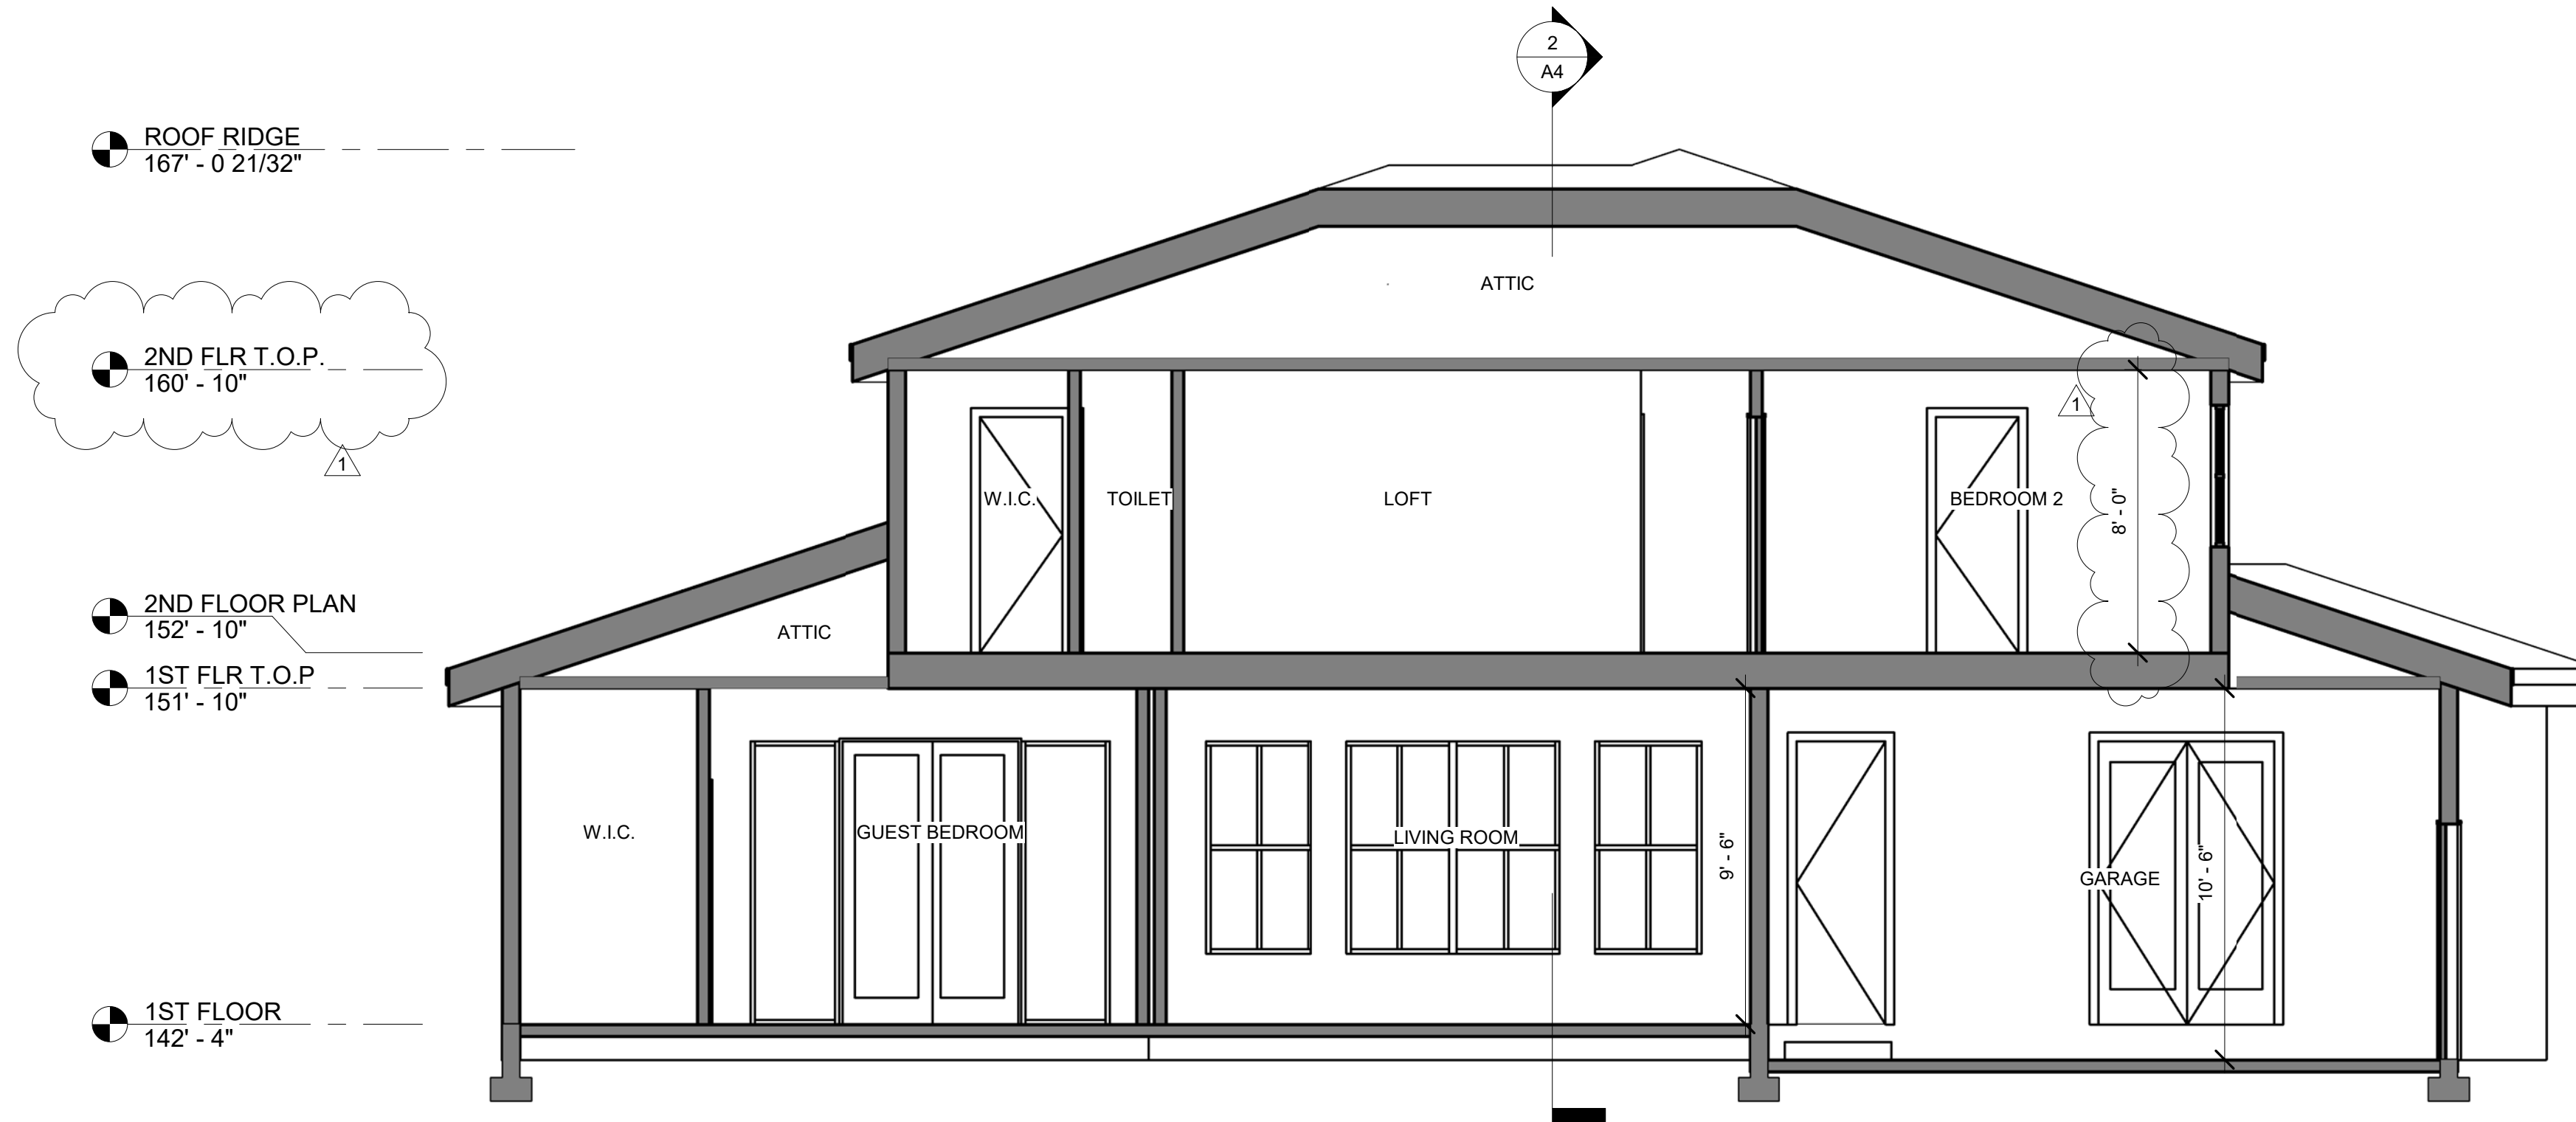 2
A4
ROOF RIDGE
167' - 0 21/32"
ATTIC
2ND FLR T.O.P.
160' - 10"
1
1
W.I.C.
TOILET
LOFT
BEDROOM 2
8' - 0"
2ND FLOOR PLAN
152' - 10"
ATTIC
1ST FLR T.O.P
151' - 10"
W.I.C.
GUEST BEDROOM
LIVING ROOM
9' - 6"
GARAGE
10' - 6"
1ST FLOOR
142' - 4"